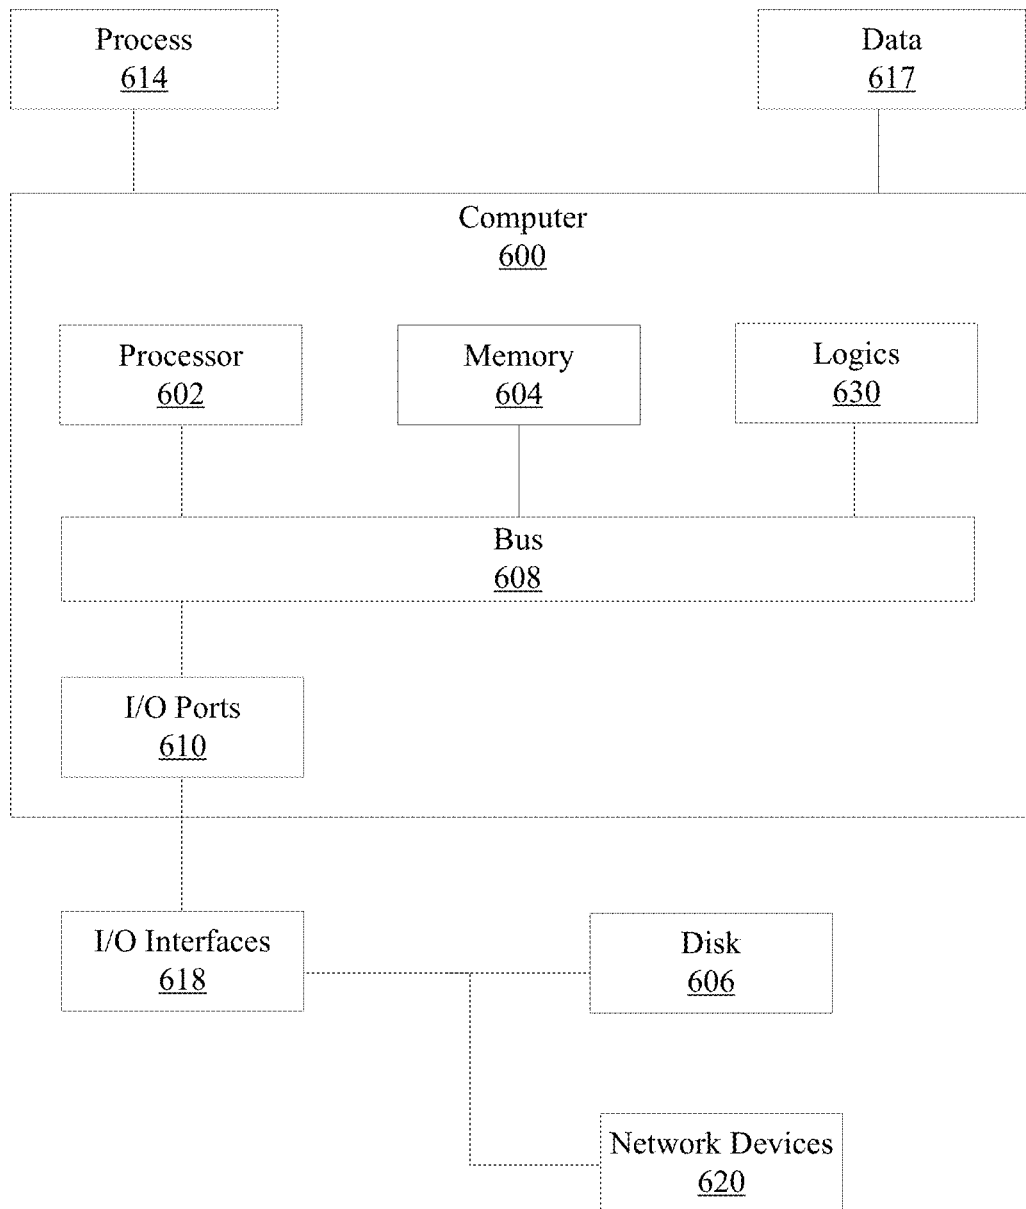 Process
614
Data
617
Computer
600
Processor
602
Memory
604
Logics
630
Bus
608
I/O Ports
610
I/O Interfaces
618
Disk
606
Network Devices
620